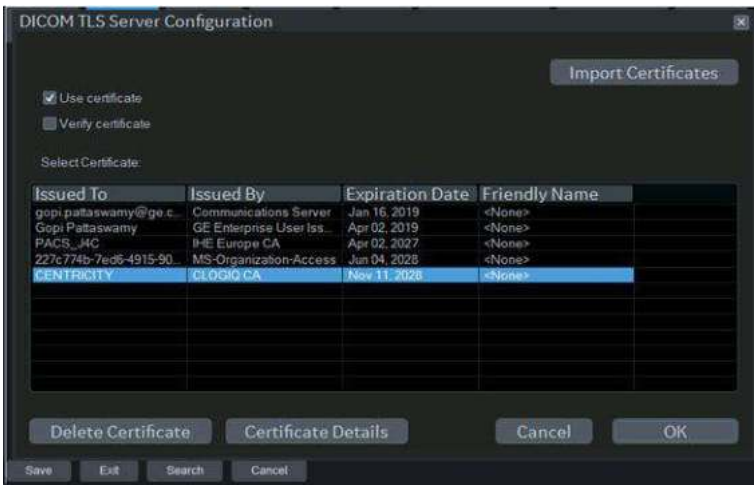 DICOM TLS Server Configuration
Import Certificates
Use certificate
Verify certificate
Select Certificate:
Issued To Issued By Expiration Date Friendly Name
gopi.pattaswamy@ge.c... Communications Server Jan 16, 2019 <None>
Gopi Pattaswamy GE Enterprise User Iss... Apr 02, 2019 <None>
PACS_J4C IHE Europe CA Apr 02, 2027 <None>
227c774b-7ed6-4915-90... MS-Organization-Access Jun 04, 2028 <None>
CENTRICITY CLOGIQ CA Nov 11, 2028 <None>
Delete Certificate Certificate Details Cancel OK
Save Exit Search Cancel